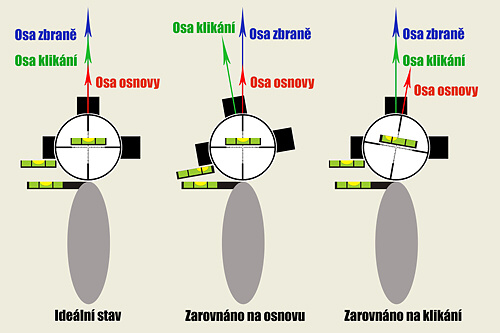 Osa zbraně
Osa klikání
Osa osnovy
Ideální stav
Osa klikání
Osa zbraně
Osa osnovy
Zarovnáno na osnovu
Osa zbraně
Osa klikání
Osa osnovy
Zarovnáno na klikání